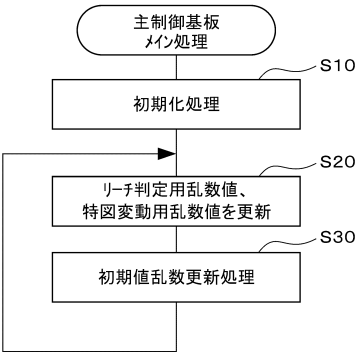 主制御基板
メイン処理
S10
初期化処理
S20
リーチ判定用乱数値、
特図変動用乱数値を更新
S30
初期値乱数更新処理